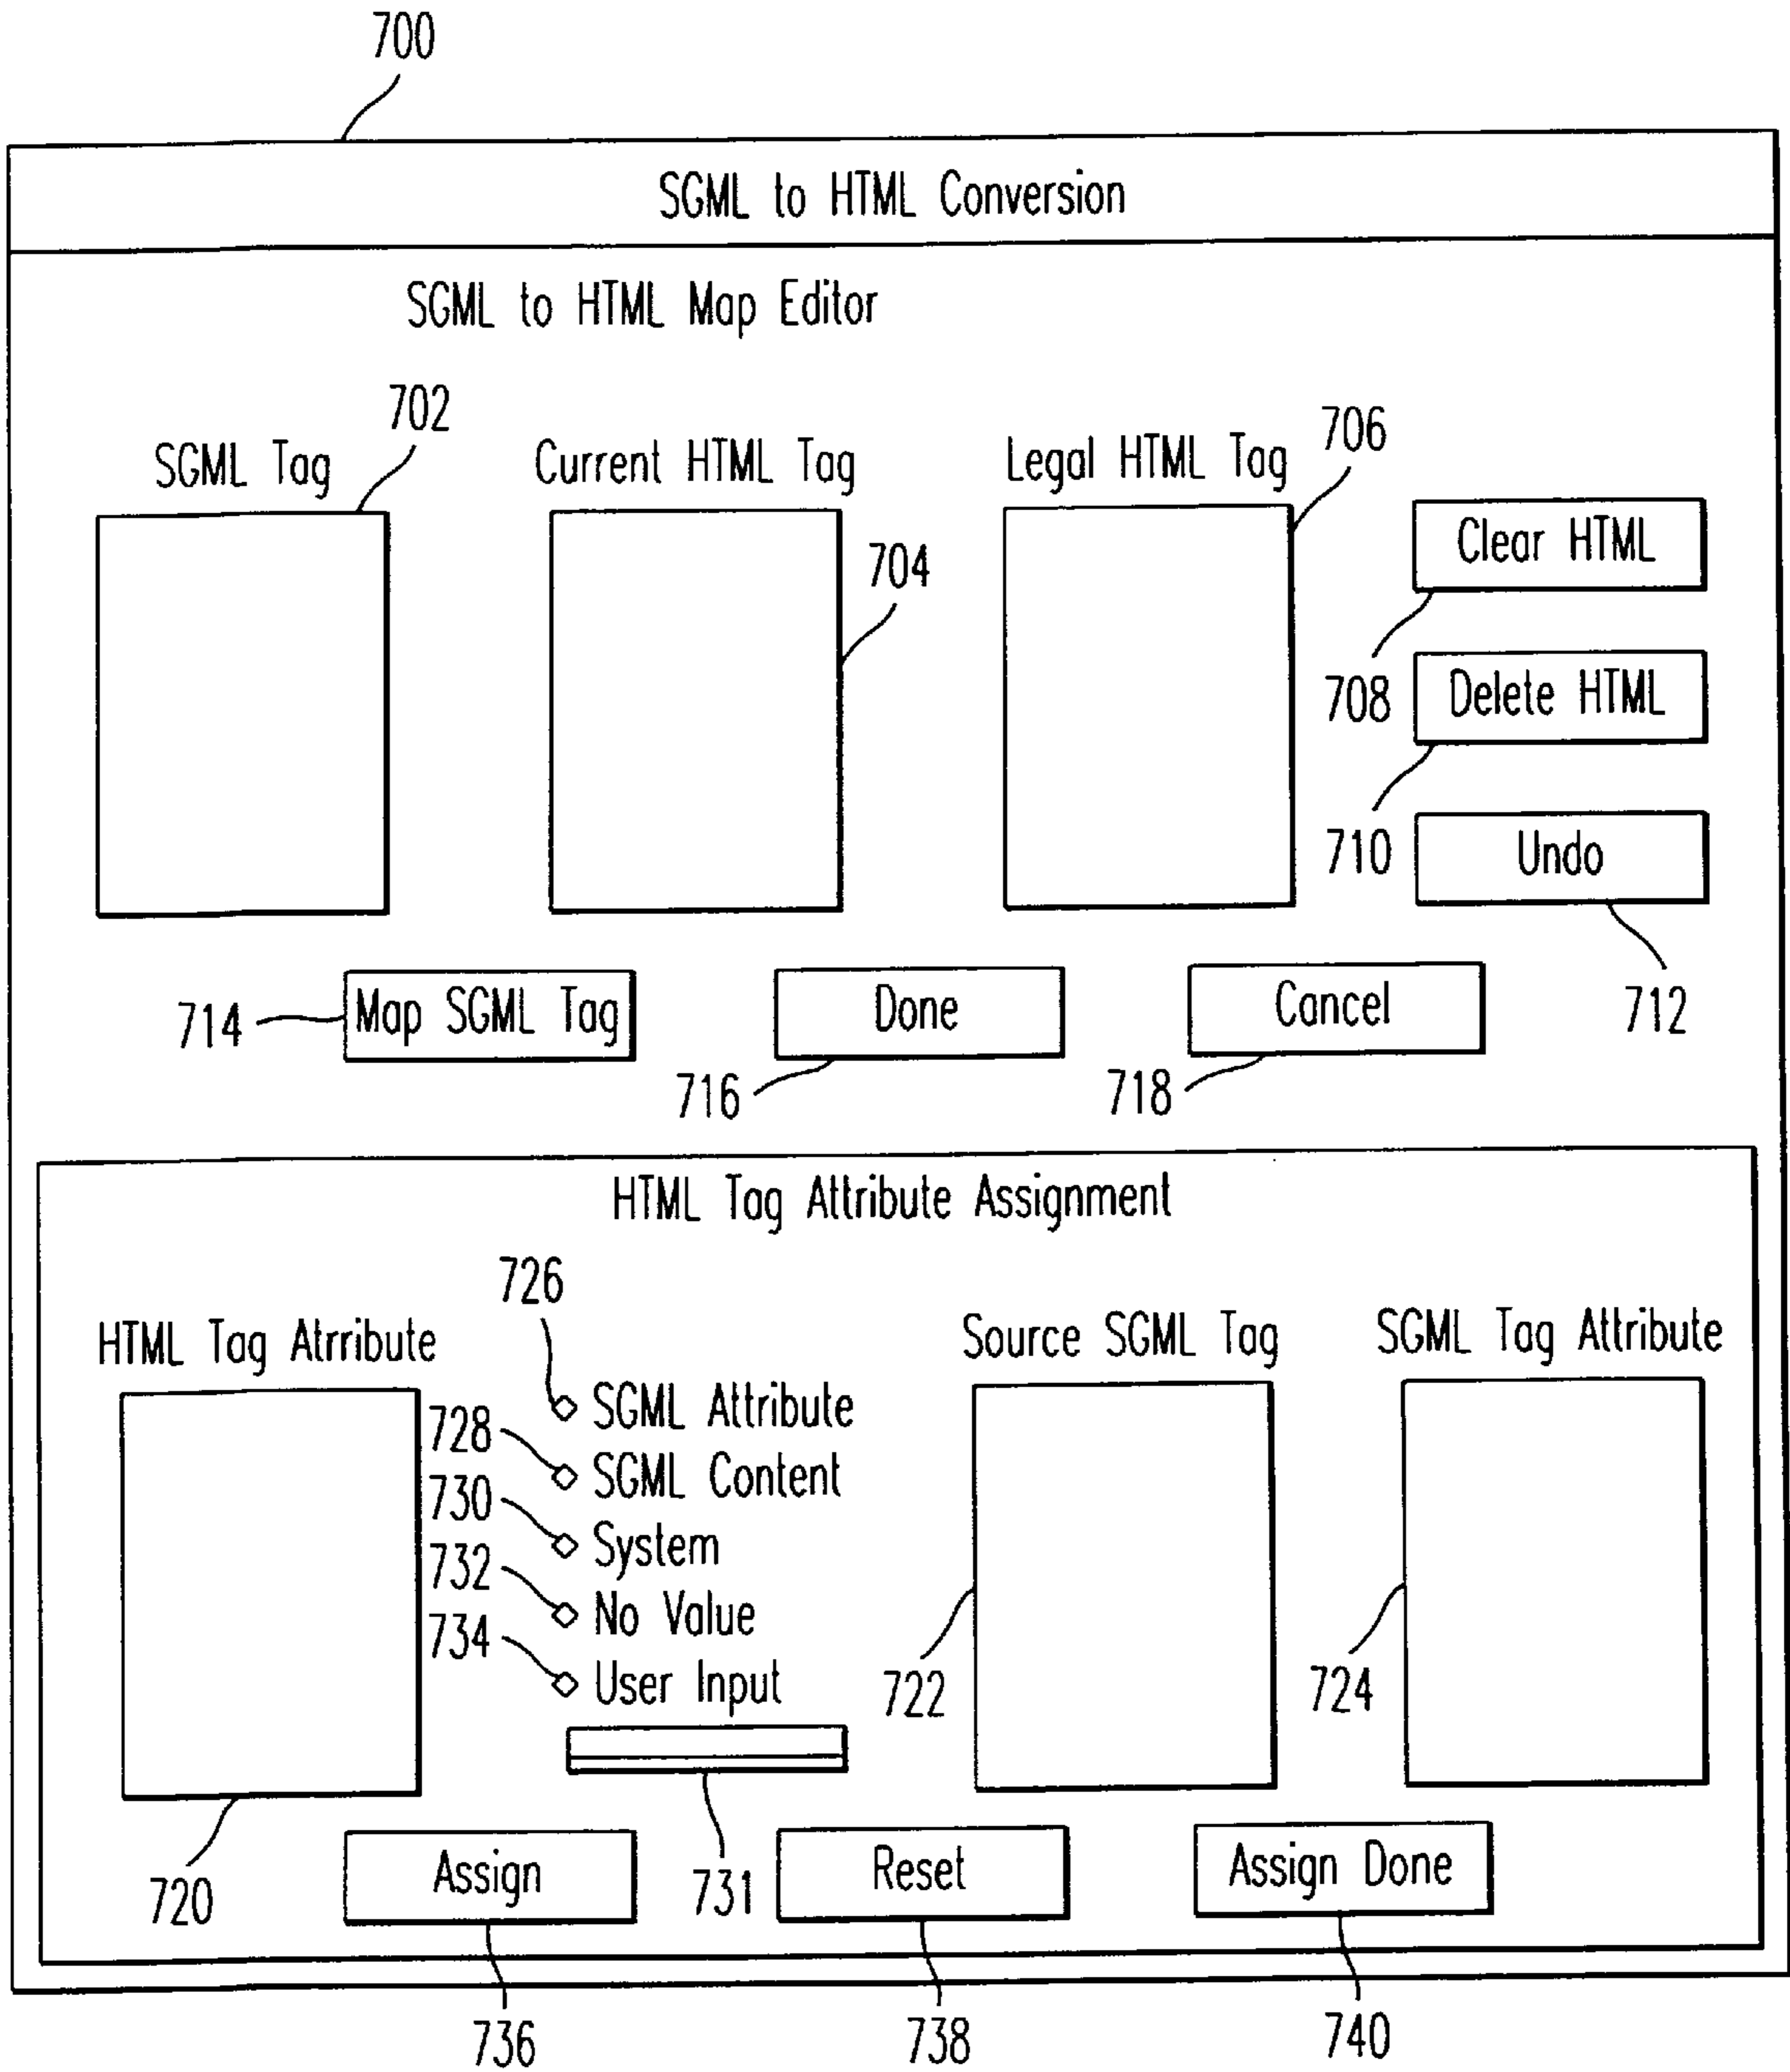 700
SGML to HTML Conversion
SGML to HTML Map Editor
702
706
SGML Tag
Current HTML Tag
Legal HTML Tag
Clear HTML
704
708
Delete HTML
710
Undo
714
Map SGML Tag
Done
Cancel
712
716
718
HTML Tag Attribute Assignment
726
HTML Tag Atrribute
Source SGML Tag
SGML Tag Attribute
SGML Attribute
728
SGML Content
730
System
732
No Value
734
User Input
722
724
720
Assign
731
Reset
Assign Done
736
738
740